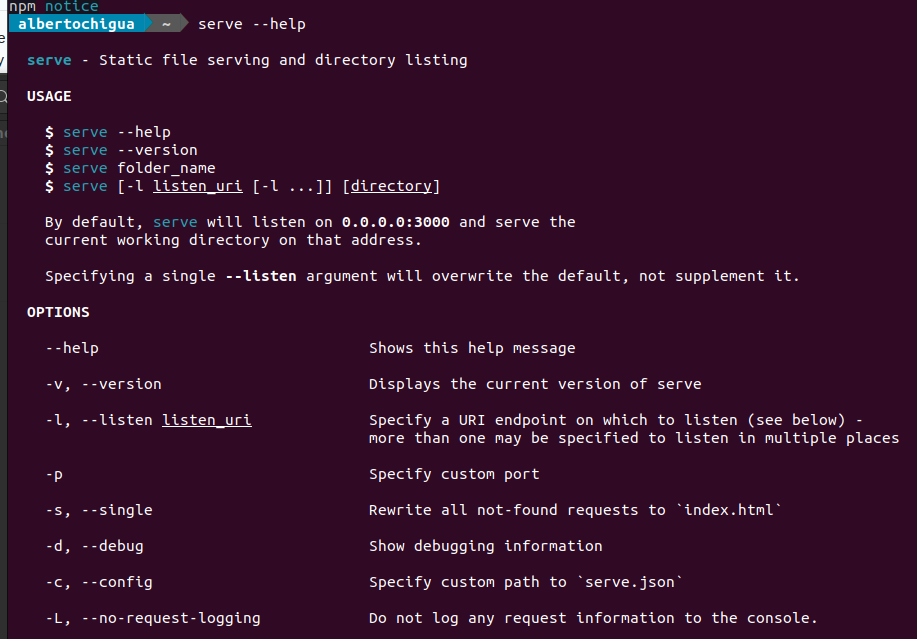 npm notice
albertochigua ~ serve --help
serve - Static file serving and directory listing
USAGE
$ serve --help
$ serve --version
$ serve folder_name
$ serve [-l listen_uri [-l ...]] [directory]
By default, serve will listen on 0.0.0.0:3000 and serve the
current working directory on that address.
Specifying a single --listen argument will overwrite the default, not supplement it.
OPTIONS
--help Shows this help message
-v, --version Displays the current version of serve
-l, --listen listen_uri Specify a URI endpoint on which to listen (see below) -
more than one may be specified to listen in multiple places
-p Specify custom port
-s, --single Rewrite all not-found requests to `index.html`
-d, --debug Show debugging information
-c, --config Specify custom path to `serve.json`
-L, --no-request-logging Do not log any request information to the console.